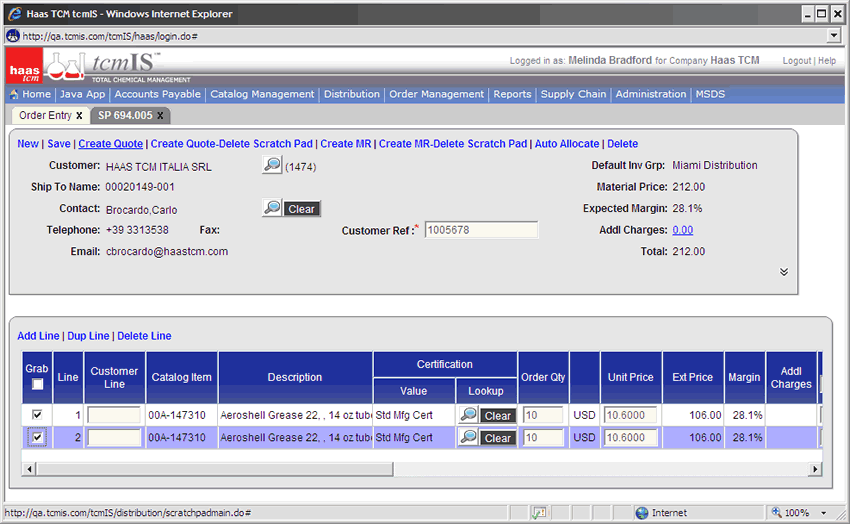 Haas TCM tcmIS - Windows Internet Explorer
http://qa.tcmis.com/tcmIS/haas/login.do#
haas tcm
tcmIS™
TOTAL CHEMICAL MANAGEMENT
Logged in as: Melinda Bradford for Company Haas TCM
Logout | Help
Home | Java App | Accounts Payable | Catalog Management | Distribution | Order Management | Reports | Supply Chain | Administration | MSDS
Order Entry x SP 694.005 x
New | Save | Create Quote | Create Quote-Delete Scratch Pad | Create MR | Create MR-Delete Scratch Pad | Auto Allocate | Delete
Customer: HAAS TCM ITALIA SRL (1474) Default Inv Grp: Miami Distribution
Ship To Name: 00020149-001 Material Price: 212.00
Contact: Brocardo,Carlo Clear Expected Margin: 28.1%
Telephone: +39 3313538 Fax: Customer Ref :* 1005678 Addl Charges: 0.00
Email: cbrocardo@haastcm.com Total: 212.00
Add Line | Dup Line | Delete Line
Grab Line Customer Line Catalog Item Description Certification Value Lookup Order Qty Unit Price Ext Price Margin Addl Charges
1 00A-147310 Aeroshell Grease 22, , 14 oz tube Std Mfg Cert Clear 10 USD 10.6000 106.00 28.1%
2 00A-147310 Aeroshell Grease 22, , 14 oz tube Std Mfg Cert Clear 10 USD 10.6000 106.00 28.1%
http://qa.tcmis.com/tcmIS/distribution/scratchpadmain.do# Internet 100%